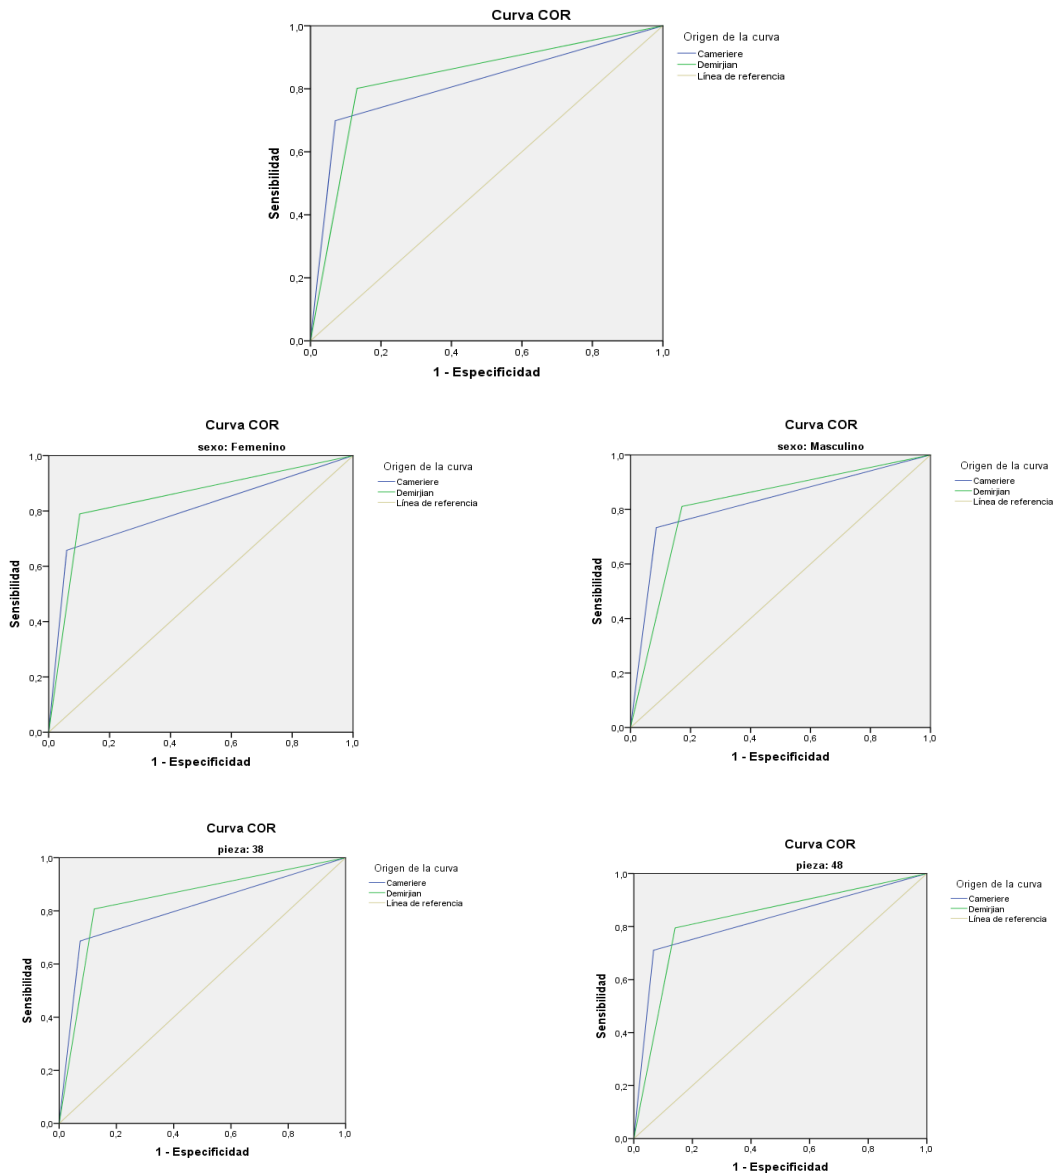 Curva COR
Origen de la curva
Cameriere
Demirjian
Línea de referencia
1,0
0,8
0,6
0,4
0,2
0,0
Sensibilidad
0,0 0,2 0,4 0,6 0,8 1,0
1 - Especificidad
Curva COR
sexo: Femenino
Origen de la curva
Cameriere
Demirjian
Línea de referencia
1,0
0,8
0,6
0,4
0,2
0,0
Sensibilidad
0,0 0,2 0,4 0,6 0,8 1,0
1 - Especificidad
Curva COR
sexo: Masculino
Origen de la curva
Cameriere
Demirjian
Línea de referencia
1,0
0,8
0,6
0,4
0,2
0,0
Sensibilidad
0,0 0,2 0,4 0,6 0,8 1,0
1 - Especificidad
Curva COR
pieza: 38
Origen de la curva
Cameriere
Demirjian
Línea de referencia
1,0
0,8
0,6
0,4
0,2
0,0
Sensibilidad
0,0 0,2 0,4 0,6 0,8 1,0
1 - Especificidad
Curva COR
pieza: 48
Origen de la curva
Cameriere
Demirjian
Línea de referencia
1,0
0,8
0,6
0,4
0,2
0,0
Sensibilidad
0,0 0,2 0,4 0,6 0,8 1,0
1 - Especificidad